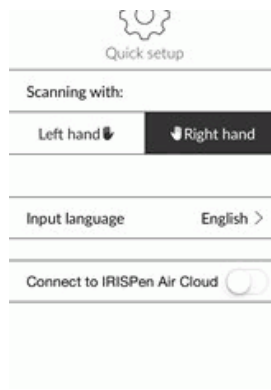 Quick setup
Scanning with:
Left hand
Right hand
Input language English
Connect to IRISPen Air Cloud